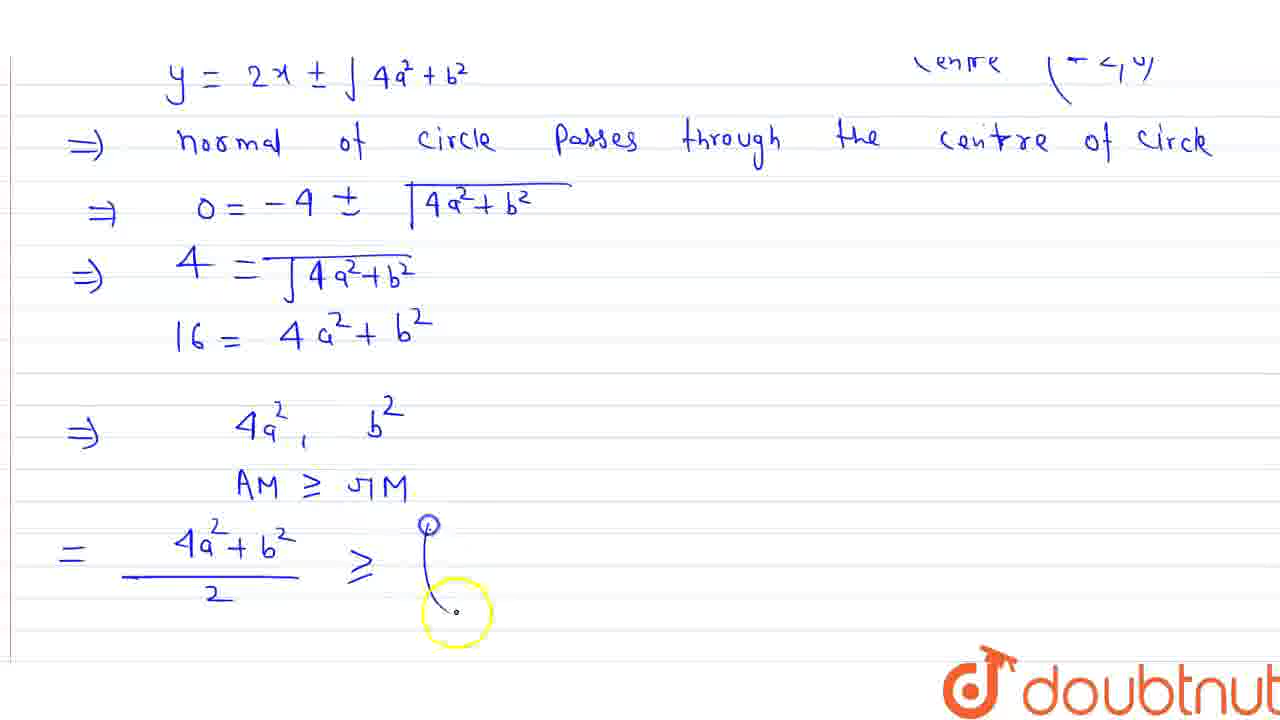 y = 2x ± √4a² + b²
⇒ normal of circle passes through the centre of circle
⇒ 0 = -4 ± √4a² + b²
⇒ 4 = √4a² + b²
16 = 4a² + b²
⇒ 4a², b²
AM ≥ GM
= 4a² + b² / 2 ≥ (
doubtnut